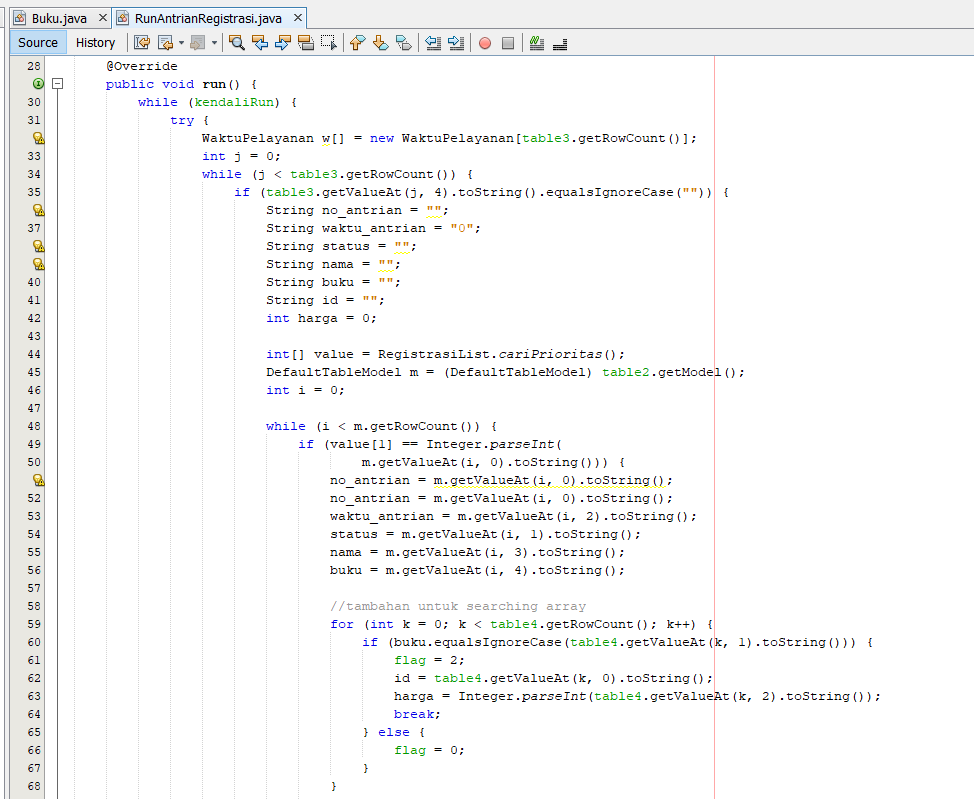 Buku.java RunAntrianRegistrasi.java
Source History
28 @Override
public void run() {
30 while (kendaliRun) {
31 try {
WaktuPelayanan w[] = new WaktuPelayanan[table3.getRowCount()];
33 int j = 0;
34 while (j < table3.getRowCount()) {
35 if (table3.getValueAt(j, 4).toString().equalsIgnoreCase("")) {
String no_antrian = "";
37 String waktu_antrian = "0";
String status = "";
String nama = "";
40 String buku = "";
41 String id = "";
42 int harga = 0;
43
44 int[] value = RegistrasiList.cariPrioritas();
45 DefaultTableModel m = (DefaultTableModel) table2.getModel();
46 int i = 0;
47
48 while (i < m.getRowCount()) {
49 if (value[1] == Integer.parseInt(
50 m.getValueAt(i, 0).toString())) {
no_antrian = m.getValueAt(i, 0).toString();
52 no_antrian = m.getValueAt(i, 0).toString();
53 waktu_antrian = m.getValueAt(i, 2).toString();
54 status = m.getValueAt(i, 1).toString();
55 nama = m.getValueAt(i, 3).toString();
56 buku = m.getValueAt(i, 4).toString();
57
58 //tambahan untuk searching array
59 for (int k = 0; k < table4.getRowCount(); k++) {
60 if (buku.equalsIgnoreCase(table4.getValueAt(k, 1).toString())) {
61 flag = 2;
62 id = table4.getValueAt(k, 0).toString();
63 harga = Integer.parseInt(table4.getValueAt(k, 2).toString());
64 break;
65 } else {
66 flag = 0;
67 }
68 }